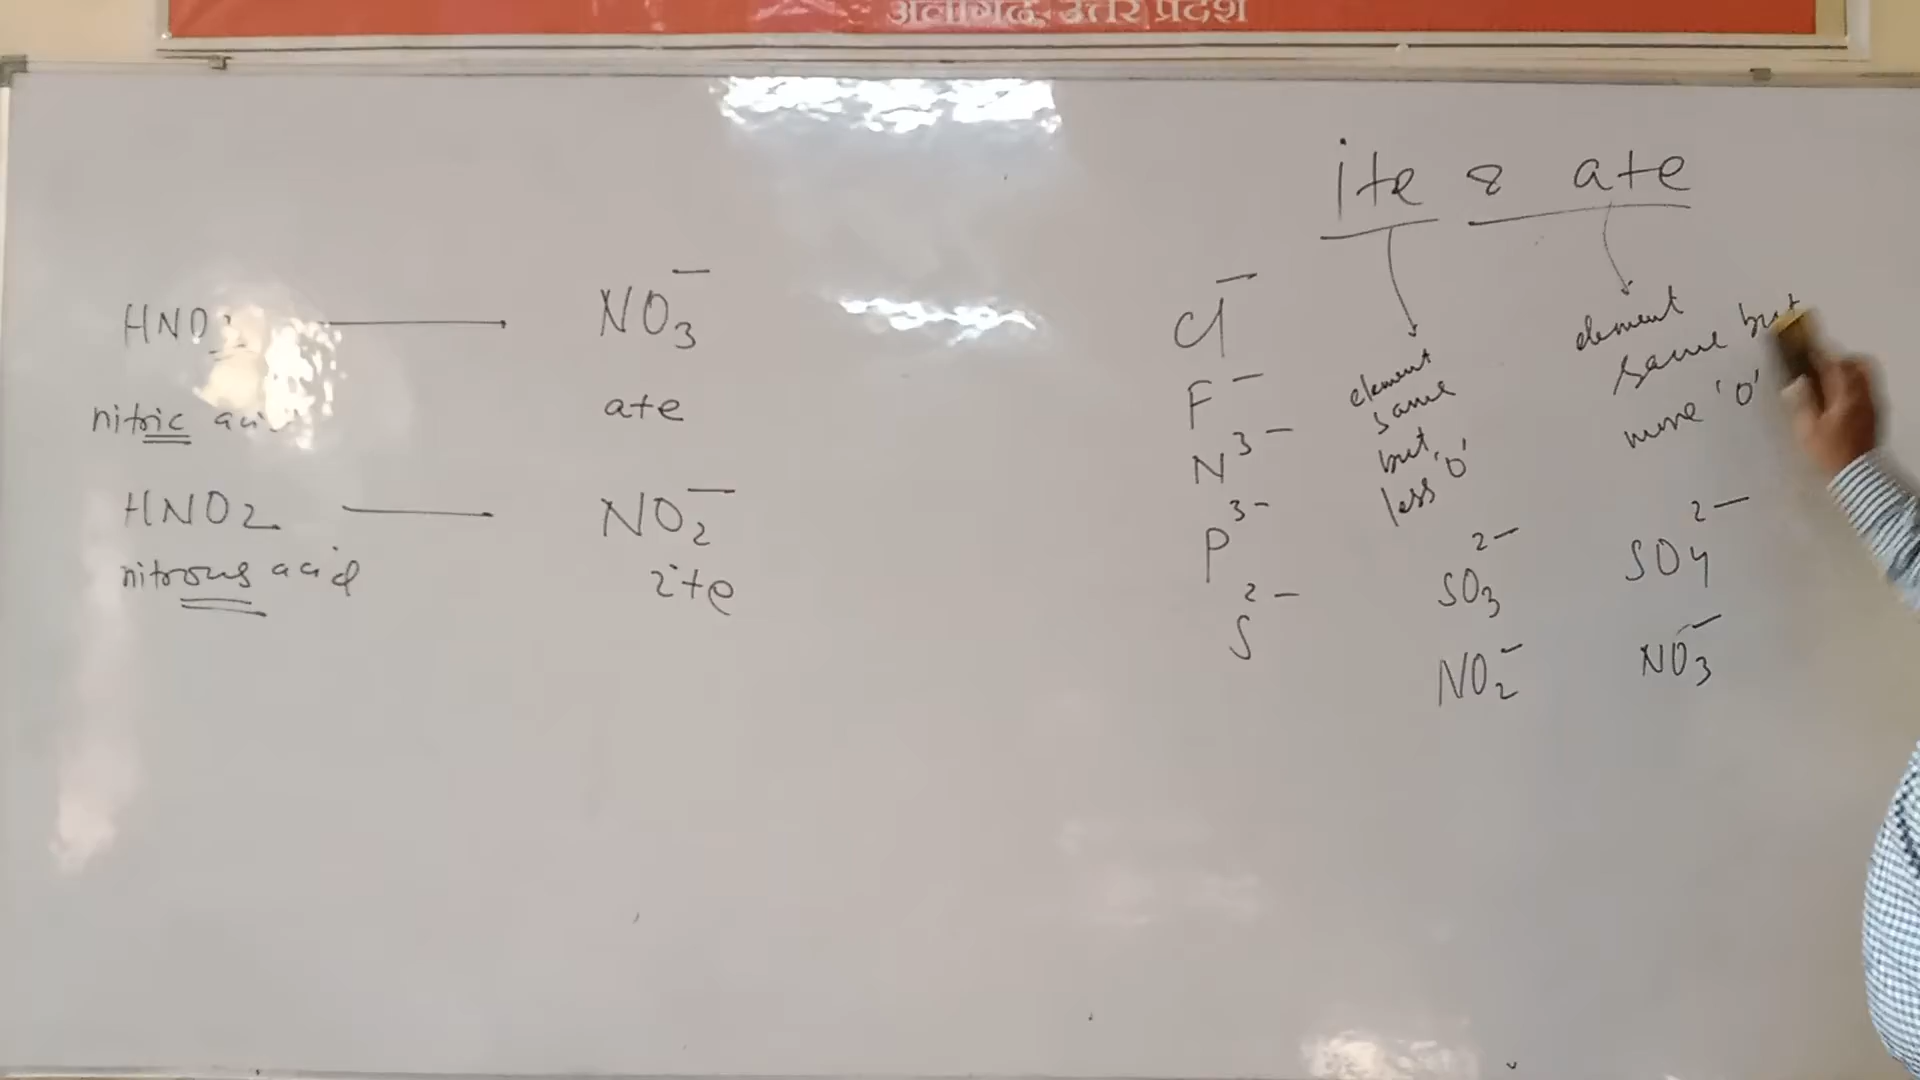 अलीगढ़, उत्तर प्रदेश
ite & ate
HNO3 → NO3⁻
nitric acid
ate
HNO2 → NO2⁻
nitrous acid
ite
Cl⁻
F⁻
N³⁻
P³⁻
S²⁻
element
same
but
less 'O'
SO3²⁻
NO2⁻
element
same but
more 'O'
SO4²⁻
NO3⁻